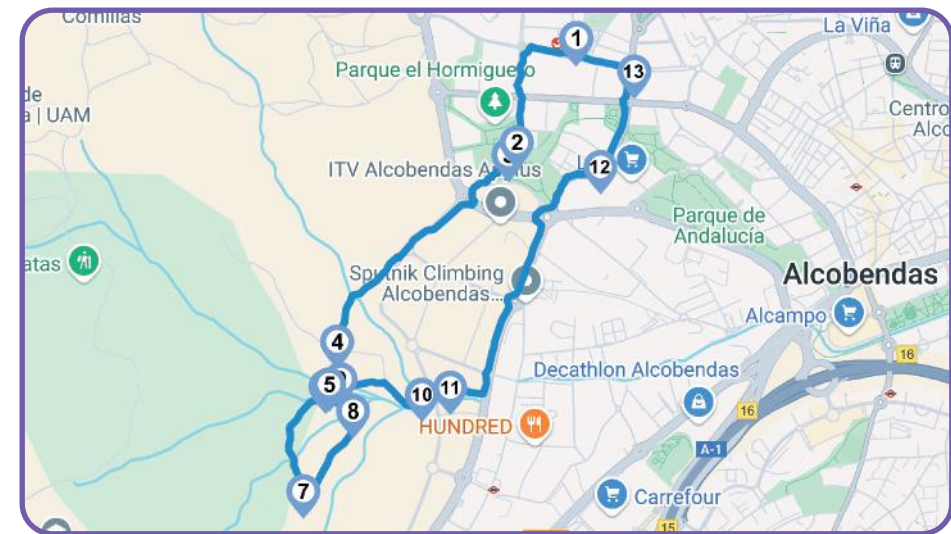 Comillas
La Viña
1
Parque el Hormiguero
13
de
a | UAM
Centro
Alco
2
ITV Alcobendas A
us
L
12
Parque de
Andalucía
atas
Sputnik Climbing
Alcobendas...
Alcobendas
Alcampo
4
16
Decathlon Alcobendas
5
8
10
11
16
HUNDRED
A-1
7
Carrefour
15